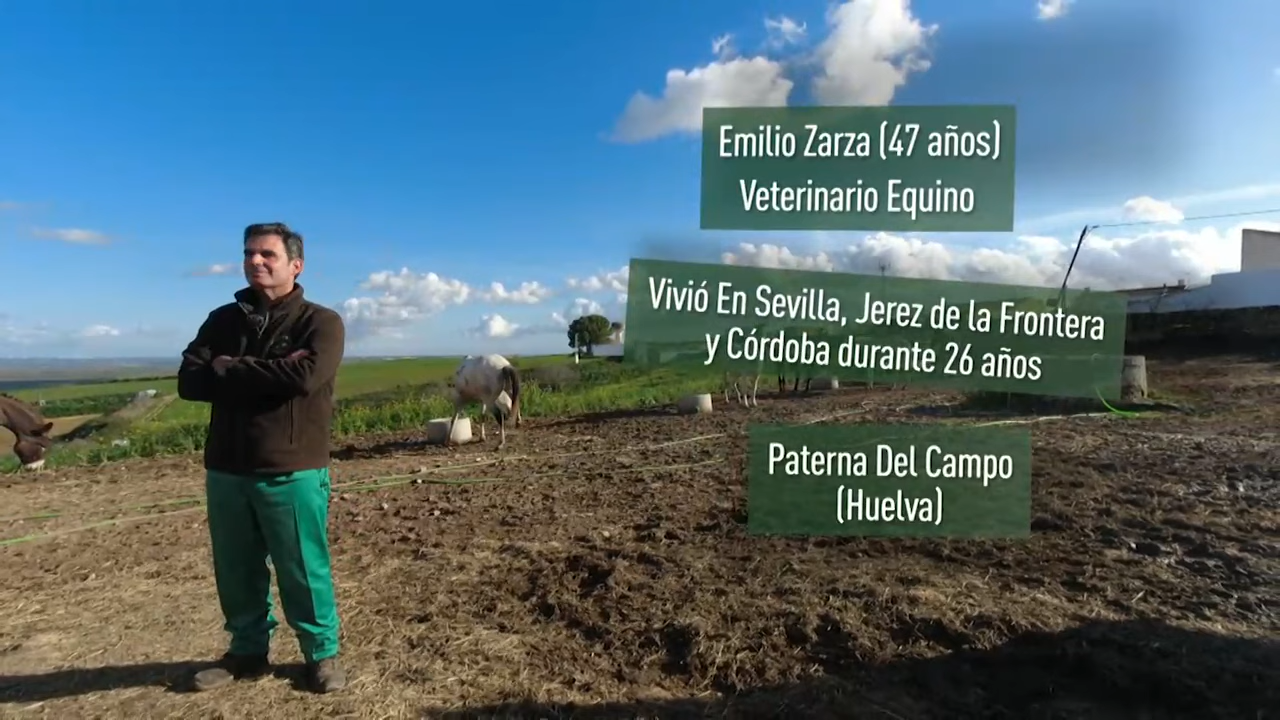 Emilio Zarza (47 años)
Veterinario Equino
Vivió En Sevilla, Jerez de la Frontera
y Córdoba durante 26 años
Paterna Del Campo
(Huelva)